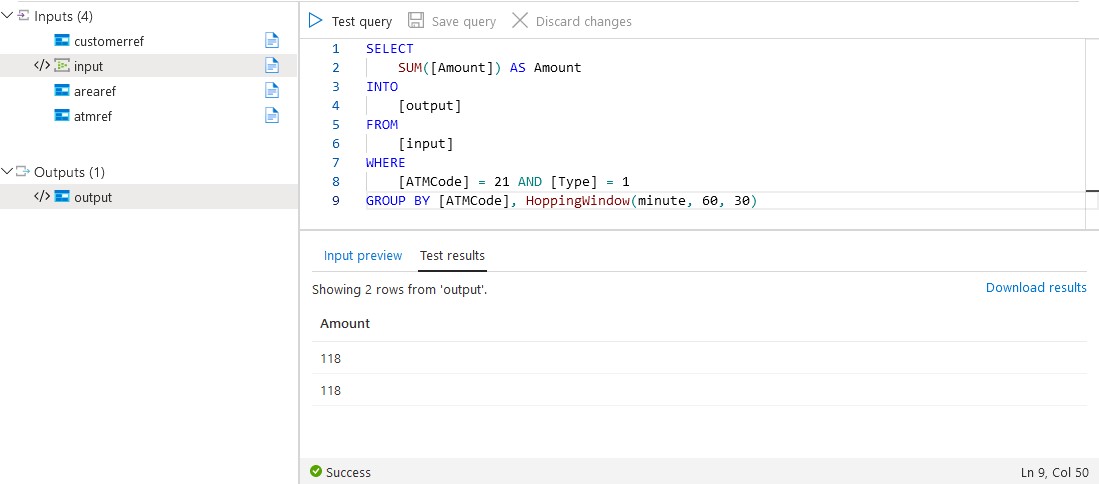 Inputs (4)
customerref
</> input
arearef
atmref
Outputs (1)
</> output
Test query Save query Discard changes
1 SELECT
2 SUM([Amount]) AS Amount
3 INTO
4 [output]
5 FROM
6 [input]
7 WHERE
8 [ATMCode] = 21 AND [Type] = 1
9 GROUP BY [ATMCode], HoppingWindow(minute, 60, 30)
Input preview Test results
Showing 2 rows from 'output'. Download results
Amount
118
118
Success Ln 9, Col 50